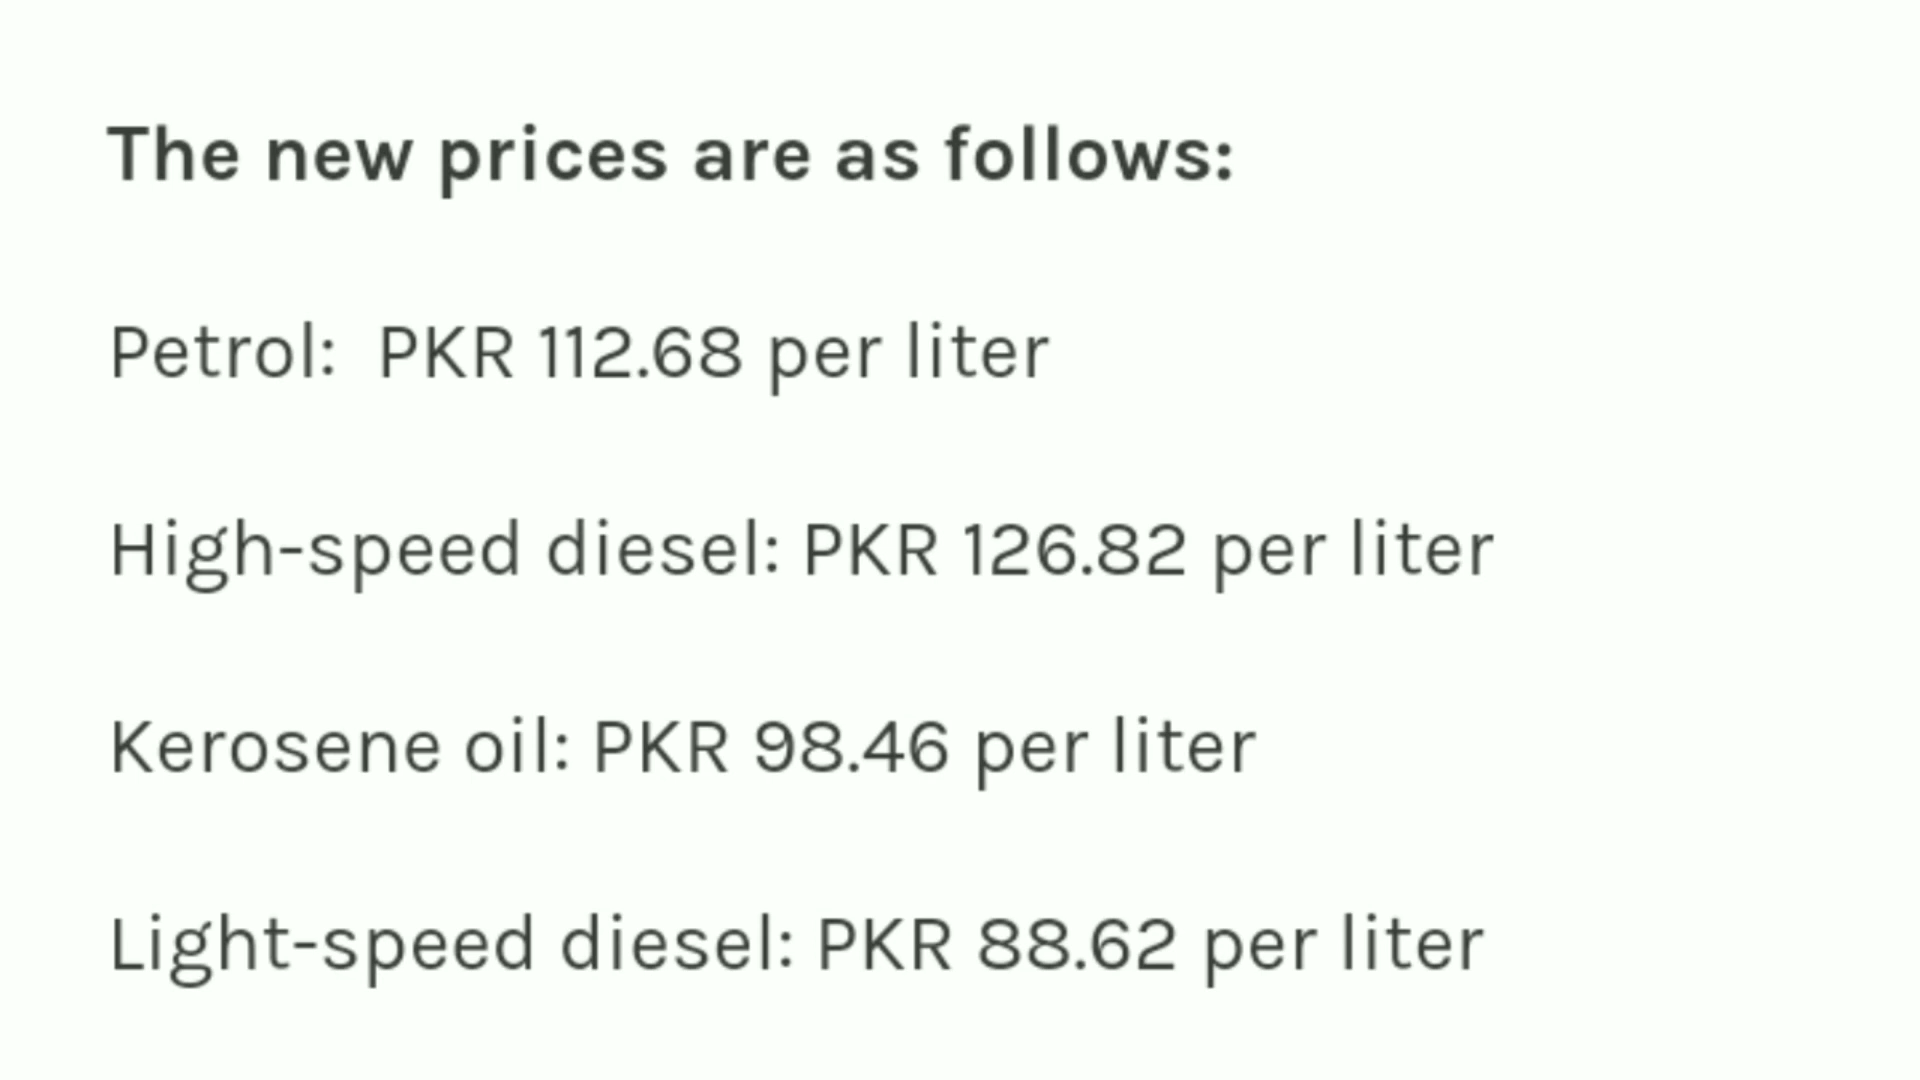 The new prices are as follows:
Petrol:  PKR 112.68 per liter
High-speed diesel: PKR 126.82 per liter
Kerosene oil: PKR 98.46 per liter
Light-speed diesel: PKR 88.62 per liter